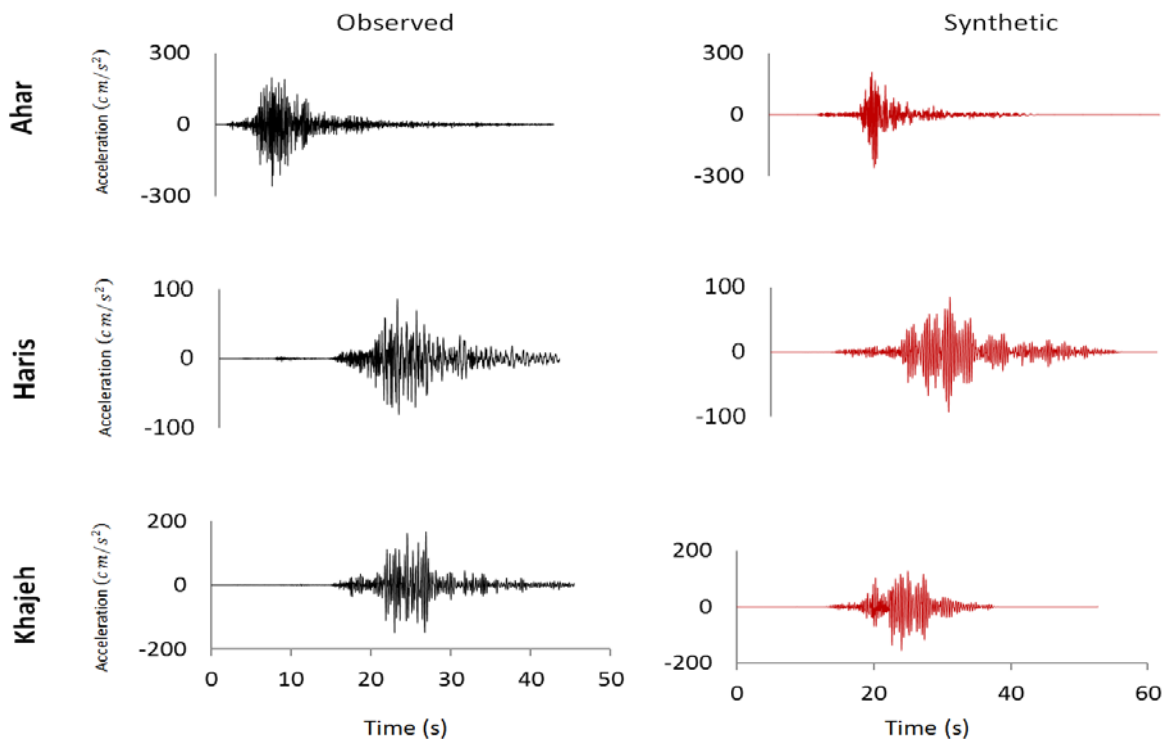 Observed
Synthetic
Ahar
Acceleration (cm/s²)
300
0
-300
300
0
-300
Haris
Acceleration (cm/s²)
100
0
-100
100
0
-100
Khajeh
Acceleration (cm/s²)
200
0
-200
0 10 20 30 40 50
Time (s)
200
0
-200
0 20 40 60
Time (s)